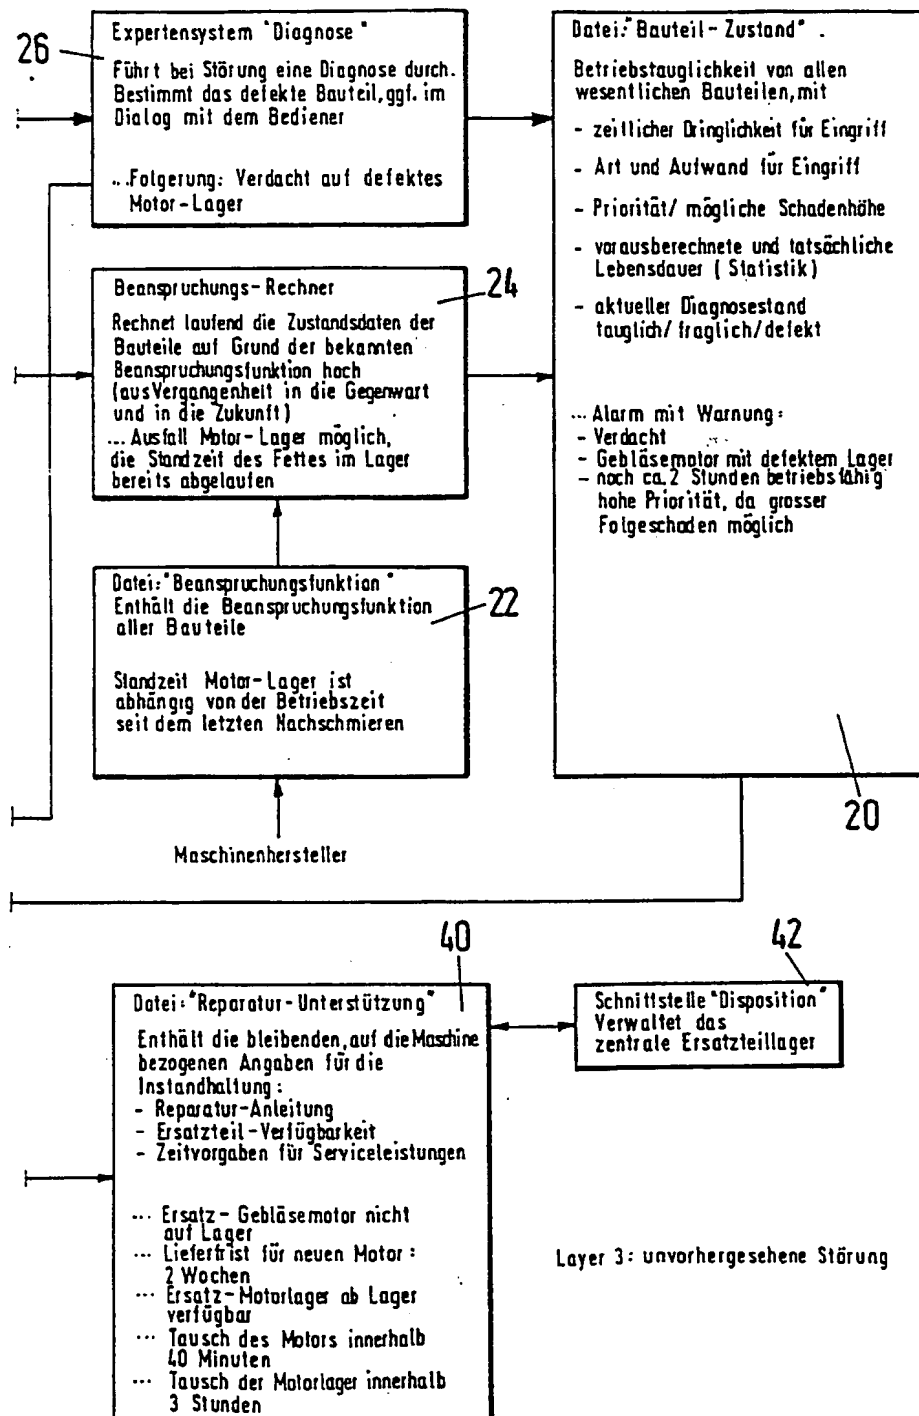 26
Expertensystem "Diagnose"
Führt bei Störung eine Diagnose durch.
Bestimmt das defekte Bauteil, ggf. im
Dialog mit dem Bediener
...Folgerung: Verdacht auf defektes
Motor-Lager
Beanspruchungs-Rechner
24
Rechnet laufend die Zustandsdaten der
Bauteile auf Grund der bekannten
Beanspruchungsfunktion hoch
(aus Vergangenheit in die Gegenwart
und in die Zukunft)
... Ausfall Motor-Lager möglich,
die Standzeit des Fettes im Lager
bereits abgelaufen
Datei: "Beanspruchungsfunktion"
Enthält die Beanspruchungsfunktion
aller Bauteile
22
Standzeit Motor-Lager ist
abhängig von der Betriebszeit
seit dem letzten Nachschmieren
Maschinenhersteller
Datei: "Bauteil-Zustand"
Betriebstauglichkeit von allen
wesentlichen Bauteilen, mit
- zeitlicher Dringlichkeit für Eingriff
- Art und Aufwand für Eingriff
- Priorität/ mögliche Schadenhöhe
- vorausberechnete und tatsächliche
Lebensdauer (Statistik)
- aktueller Diagnosestand
tauglich/fraglich/defekt
... Alarm mit Warnung:
- Verdacht
- Gebläsemotor mit defektem Lager
- noch ca. 2 Stunden betriebsfähig
hohe Priorität, da grosser
Folgeschaden möglich
20
40
Datei: "Reparatur-Unterstützung"
Enthält die bleibenden, auf die Maschine
bezogenen Angaben für die
Instandhaltung:
- Reparatur-Anleitung
- Ersatzteil-Verfügbarkeit
- Zeitvorgaben für Serviceleistungen
... Ersatz-Gebläsemotor nicht
auf Lager
... Lieferfrist für neuen Motor:
2 Wochen
... Ersatz-Motorlager ab Lager
verfügbar
... Tausch des Motors innerhalb
40 Minuten
... Tausch der Motorlager innerhalb
3 Stunden
42
Schnittstelle "Disposition"
Verwaltet das
zentrale Ersatzteillager
Layer 3: unvorhergesehene Störung